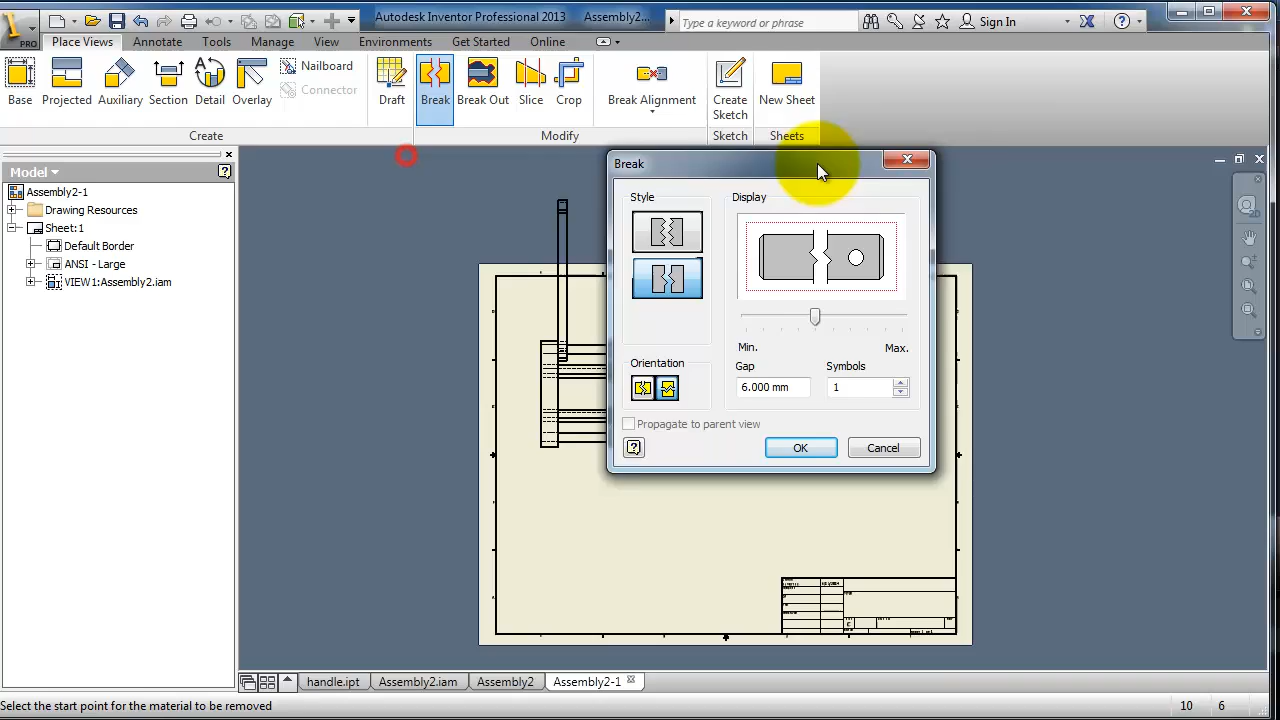 Autodesk Inventor Professional 2013 Assembly2...
Type a keyword or phrase
Sign In
PRO
Place Views Annotate Tools Manage View Environments Get Started Online
Base Projected Auxiliary Section Detail Overlay
Nailboard
Connector
Draft Break Break Out Slice Crop Break Alignment Create Sketch New Sheet
Create Modify Sketch Sheets
Model
Assembly2-1
Drawing Resources
Sheet:1
Default Border
ANSI - Large
VIEW1:Assembly2.iam
Break
Style Display
Min. Max.
Orientation Gap Symbols
6.000 mm 1
Propagate to parent view
OK Cancel
2D
handle.ipt Assembly2.iam Assembly2 Assembly2-1
Select the start point for the material to be removed 10 6